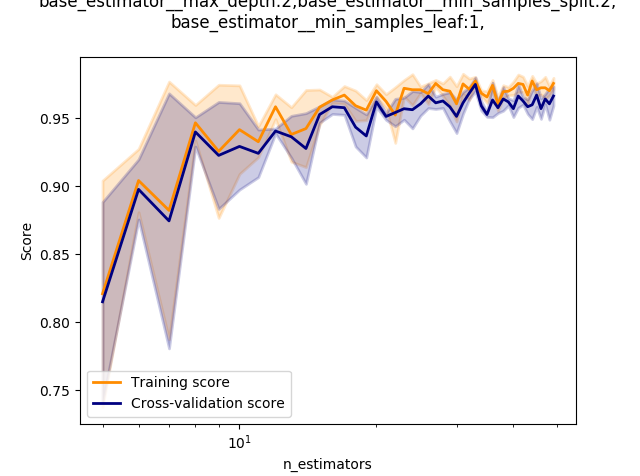 base_estimator__max_depth:2,base_estimator__min_samples_split:2,
base_estimator__min_samples_leaf:1,
0.95
0.90
0.85
0.80
0.75
Score
Training score
Cross-validation score
10¹
n_estimators